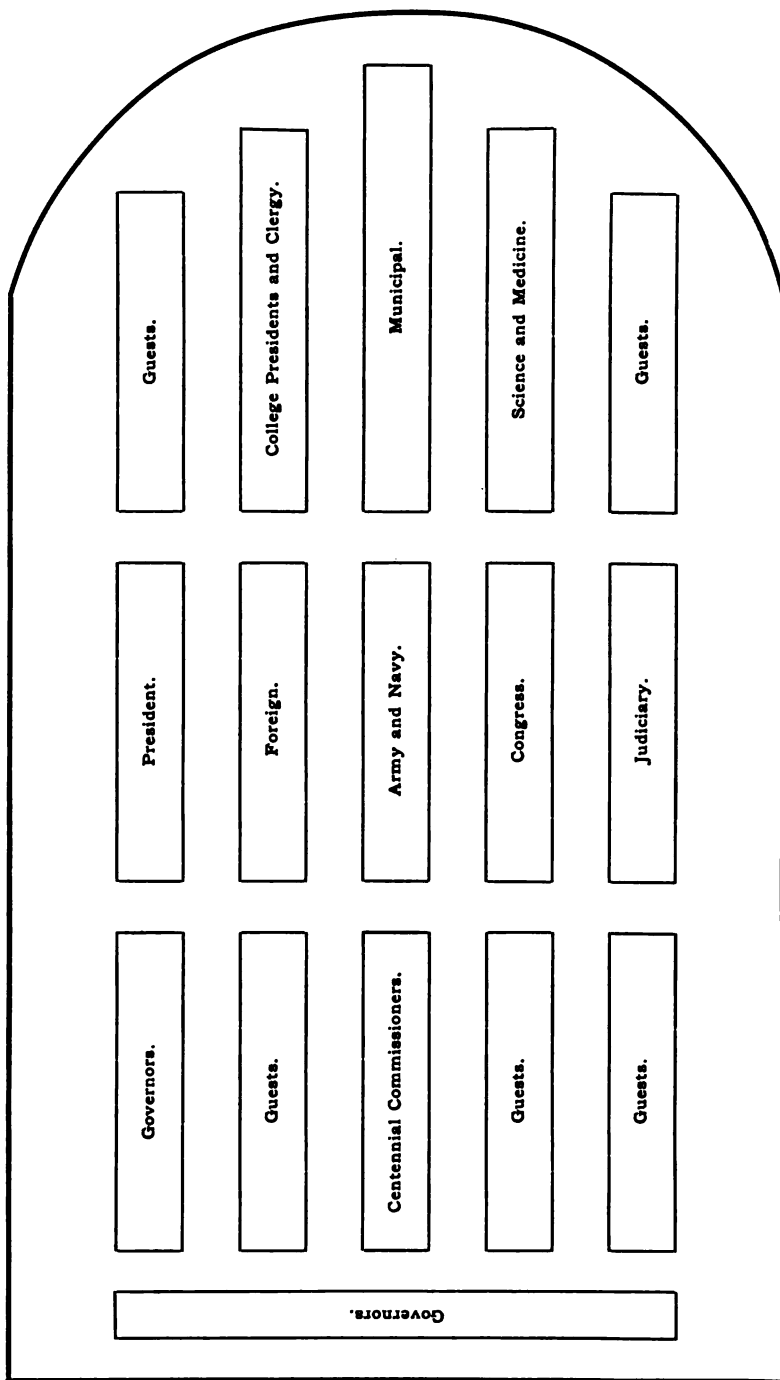 Guests.
College Presidents and Clergy.
Municipal.
Science and Medicine.
Guests.
President.
Foreign.
Army and Navy.
Congress.
Judiciary.
Governors.
Guests.
Centennial Commissioners.
Guests.
Guests.
Governors.